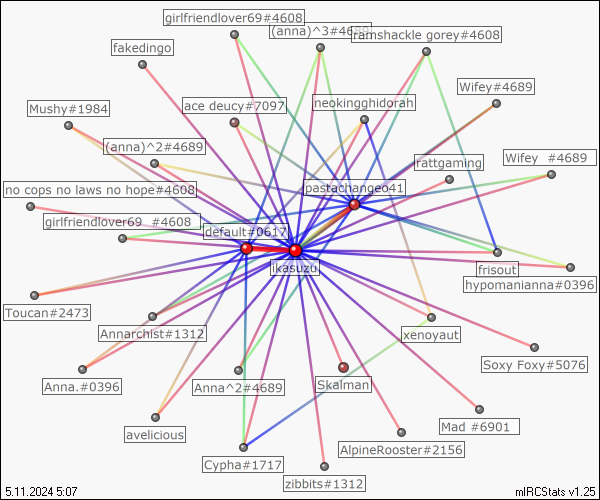 girlfriendlover69#4608
(anna)^3#4689
ramshackle gorey#4608
fakedingo
Wifey#4689
Mushy#1984
ace deucy#7097
neokingghidorah
(anna)^2#4689
rattgaming
Wifey #4689
no cops no laws no hope#4608
pastachangeo41
girlfriendlover69 #4608
default#0617
ikasuzu
frisout
hypomanianna#0396
Toucan#2473
Annarchist#1312
xenoyaut
Soxy Foxy#5076
Anna.#0396
Anna^2#4689
Skalman
Mad #6901
avelicious
AlpineRooster#2156
Cypha#1717
zibbits#1312
5.11.2024 5:07
mIRCStats v1.25